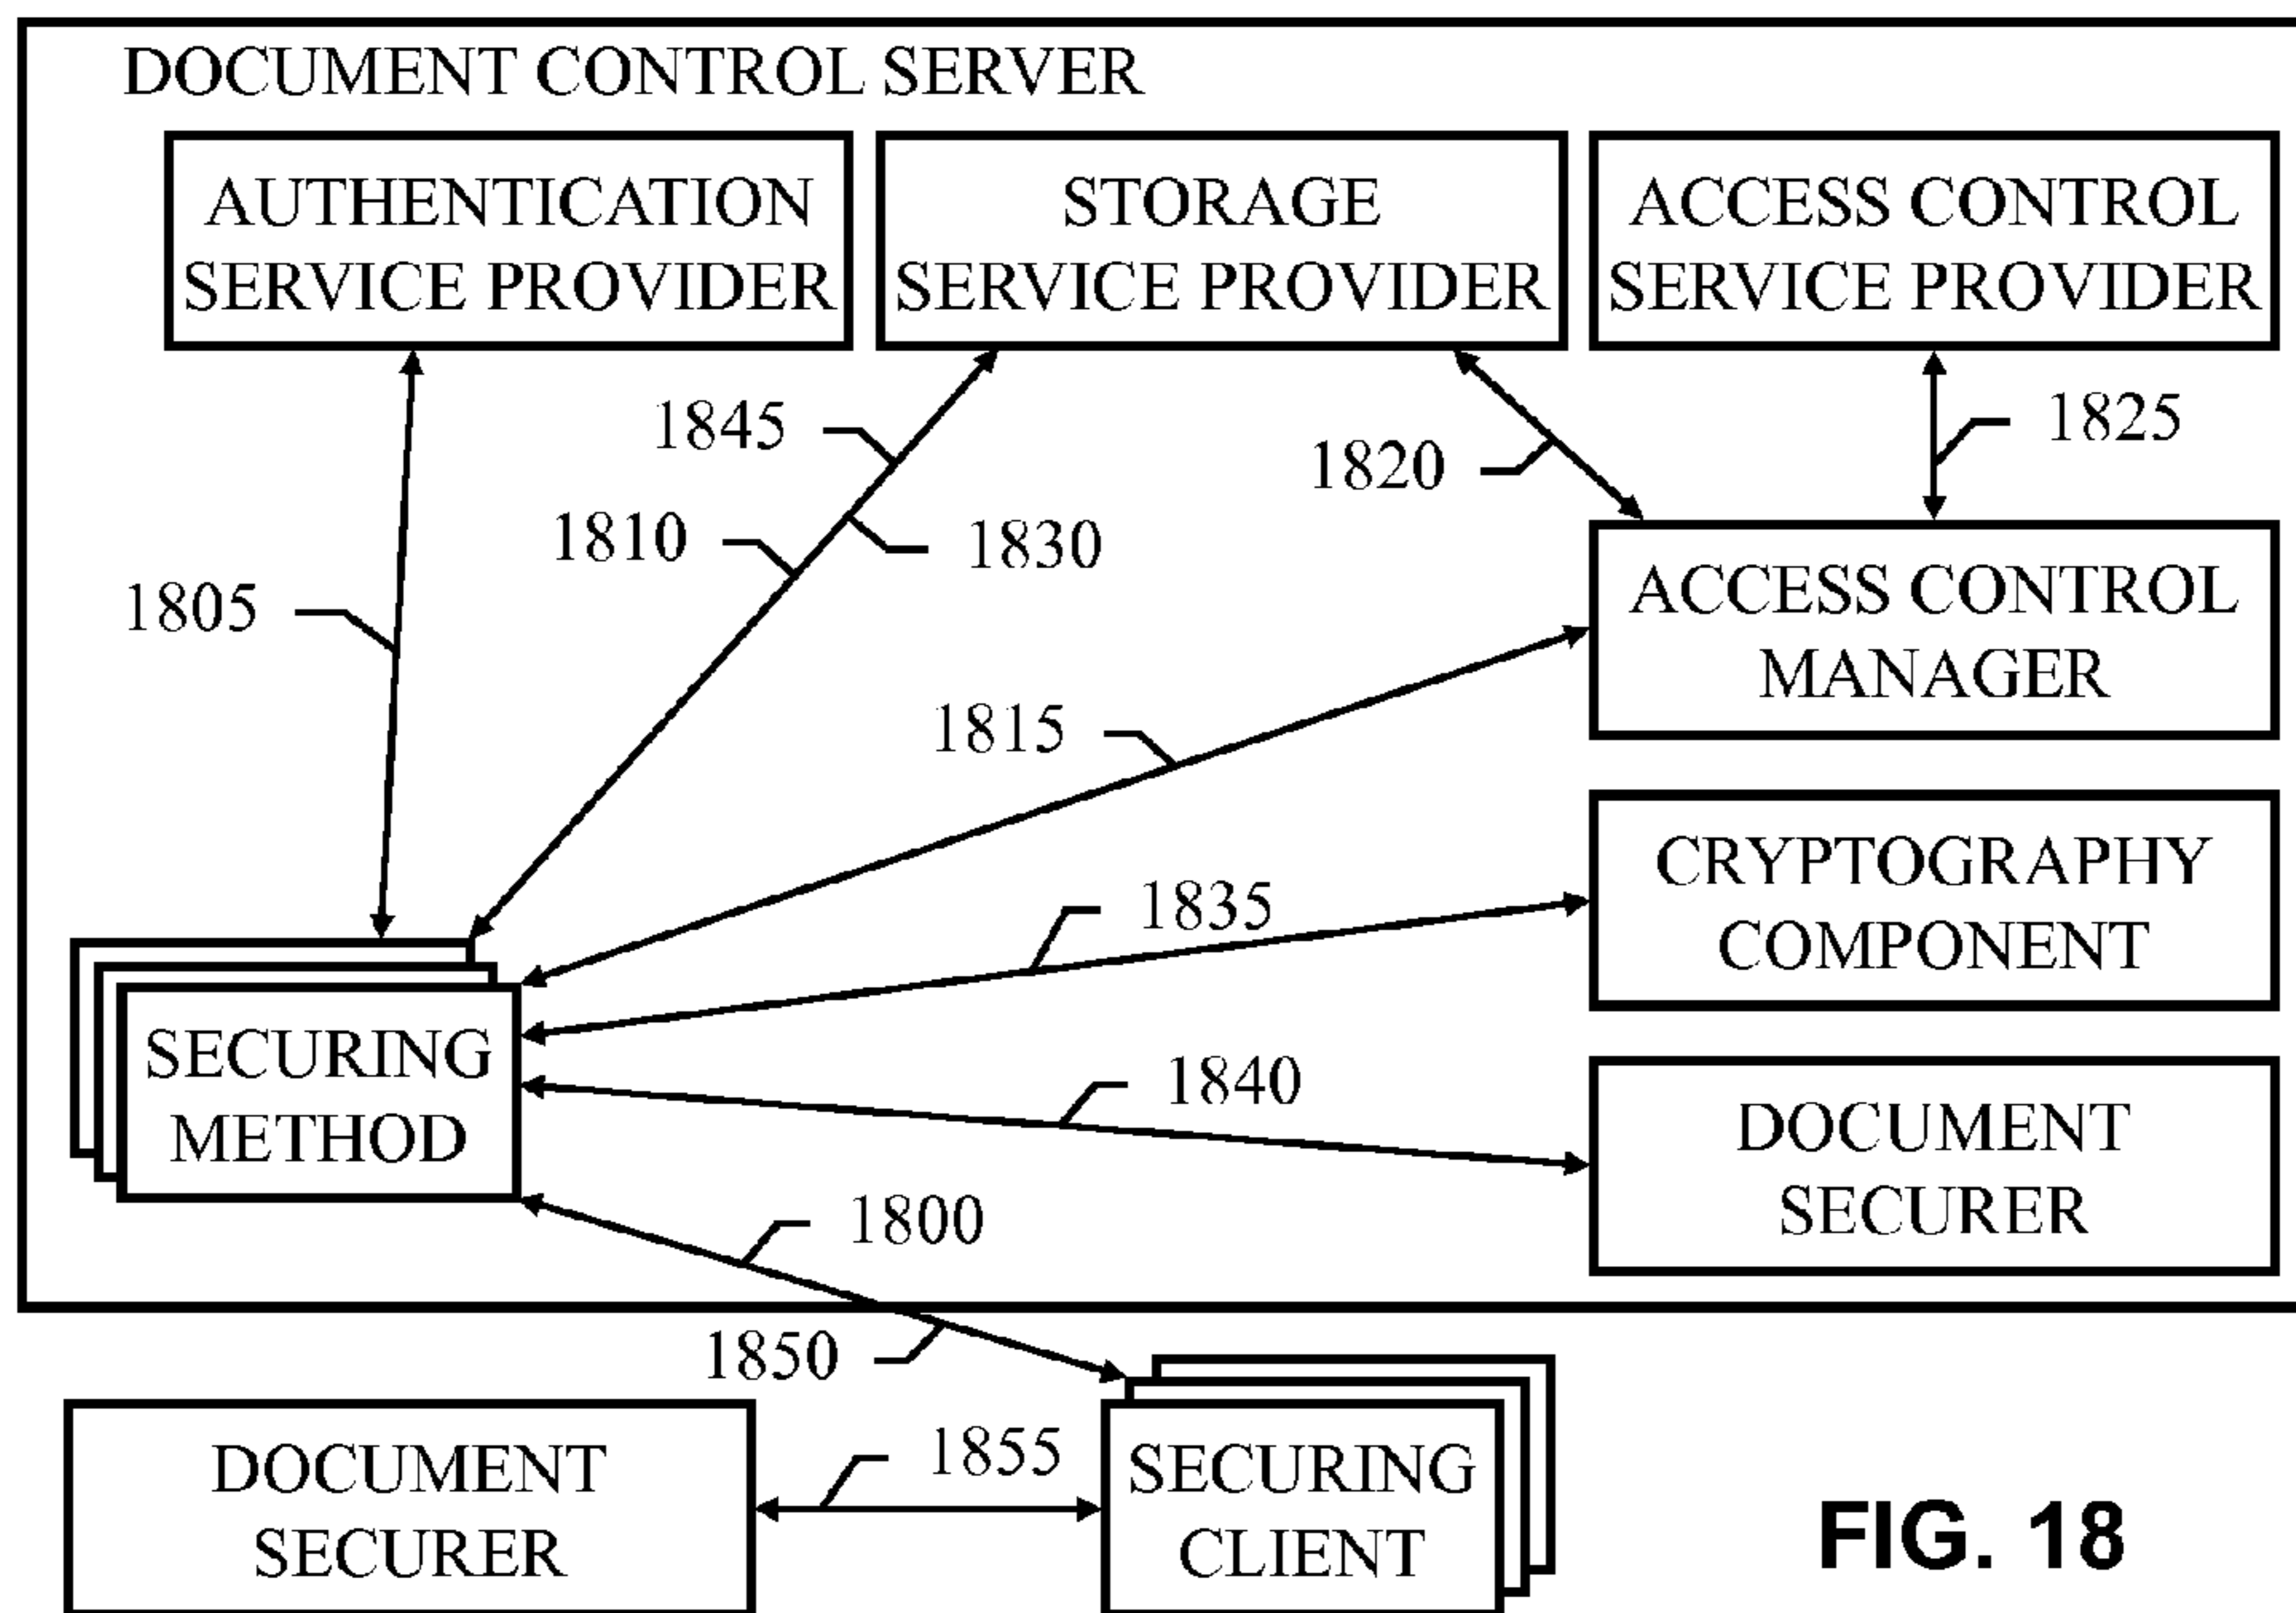 DOCUMENT CONTROL SERVER
AUTHENTICATION
SERVICE PROVIDER
STORAGE
SERVICE PROVIDER
ACCESS CONTROL
SERVICE PROVIDER
1845
1820
1825
1810
1830
1805
ACCESS CONTROL
MANAGER
1815
1835
CRYPTOGRAPHY
COMPONENT
SECURING
METHOD
1840
DOCUMENT
SECURER
1800
1850
DOCUMENT
SECURER
1855
SECURING
CLIENT
FIG. 18